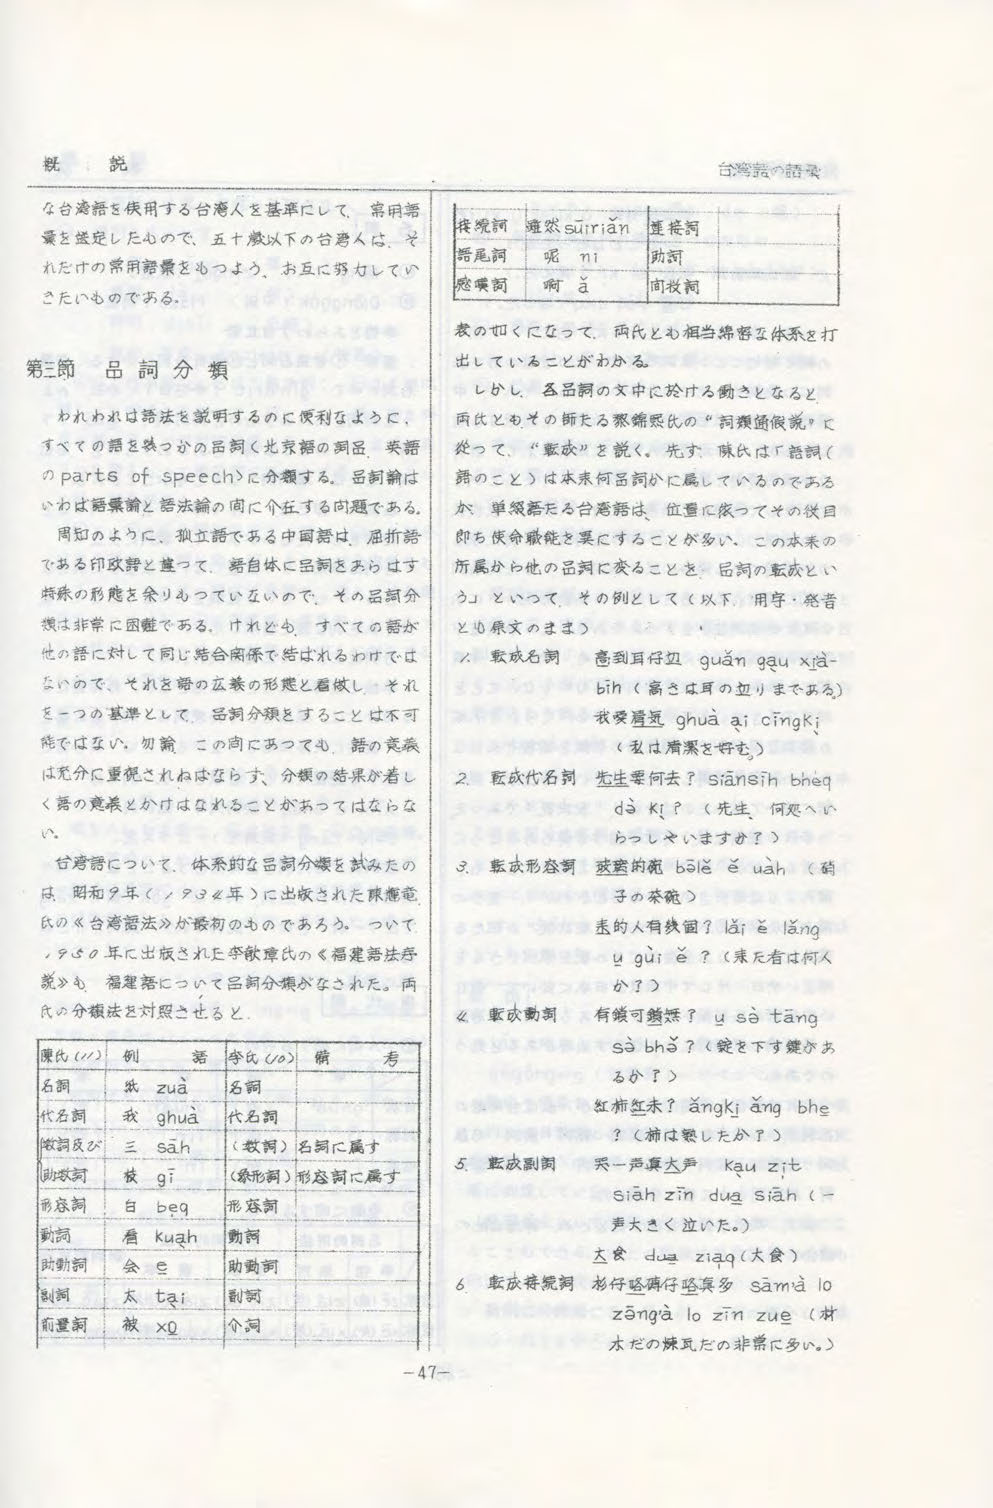 概 説
台湾語の語彙
な台湾語を使用する台湾人を基準にして、常用語
彙を選定したもので、五十歳以下の台湾人は、そ
れだけの常用語彙をもつよう、お互に努力してい
きたいものである。
第三節 品詞分類
われわれは語法を説明するのに便利なように、
すべての語を幾つかの品詞く北京語の詞品、英語
の parts of speech>に分類する。品詞論は
いわば語彙論と語法論の間に介在する問題である。
周知のように、孤立語である中国語は、屈折語
である印欧語と違って、語自体に品詞をあらはす
特殊の形態を余りもっていないので、その品詞分
類は非常に困難である。けれども、すべての語が
他の語に対して同じ結合関係で結ばれるわけでは
ないので、それを語の広義の形態と看做し、それ
を一つの基準として、品詞分類をすることは不可
能ではない。勿論、この間にあっても、語の意義
は充分に重視されねばならず、分類の結果が着し
く語の意義とかけはなれることがあってはならな
い。
台湾語について、体系的な品詞分類を試みたの
は、昭和9年(1934年)に出版された陳
氏の《台湾語法》が最初のものであろう。ついで
1950年に出版された李献璋氏の《福建語法序
説》も、福建語について品詞分類がなされた。両
氏の分類法を対照させると、
陳氏(11) 例 語 李氏(10) 備 考
名詞 紙 zuà 名詞
代名詞 我 ghuà 代名詞
数詞及び 三 sāh (数詞) 名詞に属す
助数詞 枝 gī (象形詞) 形容詞に属す
形容詞 白 beq 形容詞
動詞 看 kuah 動詞
助動詞 会 e 助動詞
副詞 太 tai 副詞
前置詞 被 xo 介詞
接続詞 雖然 suīriǎn 連接詞
語尾詞 呢 ni 助詞
感嘆詞 啊 ǎ 間投詞
表の如くになって、両氏とも相当綿密な体系を打
出していることがわかる。
しかし、各品詞の文中に於ける働きとなると、
両氏ともその師たる黎錦熙氏の"詞類通假説"に
従って、"転成"を説く。先ず、陳氏は「語詞(
語のこと)は本来何品詞かに属しているのである
が、単綴語たる台湾語は、位置に依ってその役目
即ち使命職能を異にすることが多い、この本来の
所属から他の品詞に変ることを、品詞の転成とい
う」といって、その例として(以下、用字・発音
とも原文のまま)
1. 転成名詞 高到耳仔辺 guǎn gau xià-
bīh (高さは耳の辺りまである。)
我愛清気 ghuà ài cīngkì
(私は清潔を好む。)
2. 転成代名詞 先生要何去? siānsīh bheq
dà kì? (先生、何処へい
らっしゃいますか?)
3. 転成形容詞 玻璃的碗 bālě ě uàh (硝
子の茶碗)
来的人有幾個? lǎi ě lǎng
u gùi ě ? (来た者は何人
か?)
4. 転成動詞 有鎖可鎖無? u sò tāng
sò bhǒ? (錠を下す鍵があ
るか?)
紅柿紅未? ǎngki ǎng bhe
? (柿は熟したか?)
5. 転成副詞 哭一声真大声 kàu zit
siāh zīn dua siāh (一
声大きく泣いた。)
大食 dua ziaq (大食)
6. 転成接続詞 杉仔咯磚仔咯真多 sām'à lo
zēng'à lo zīn zue (材
木だの煉瓦だの非常に多い。)
-47-